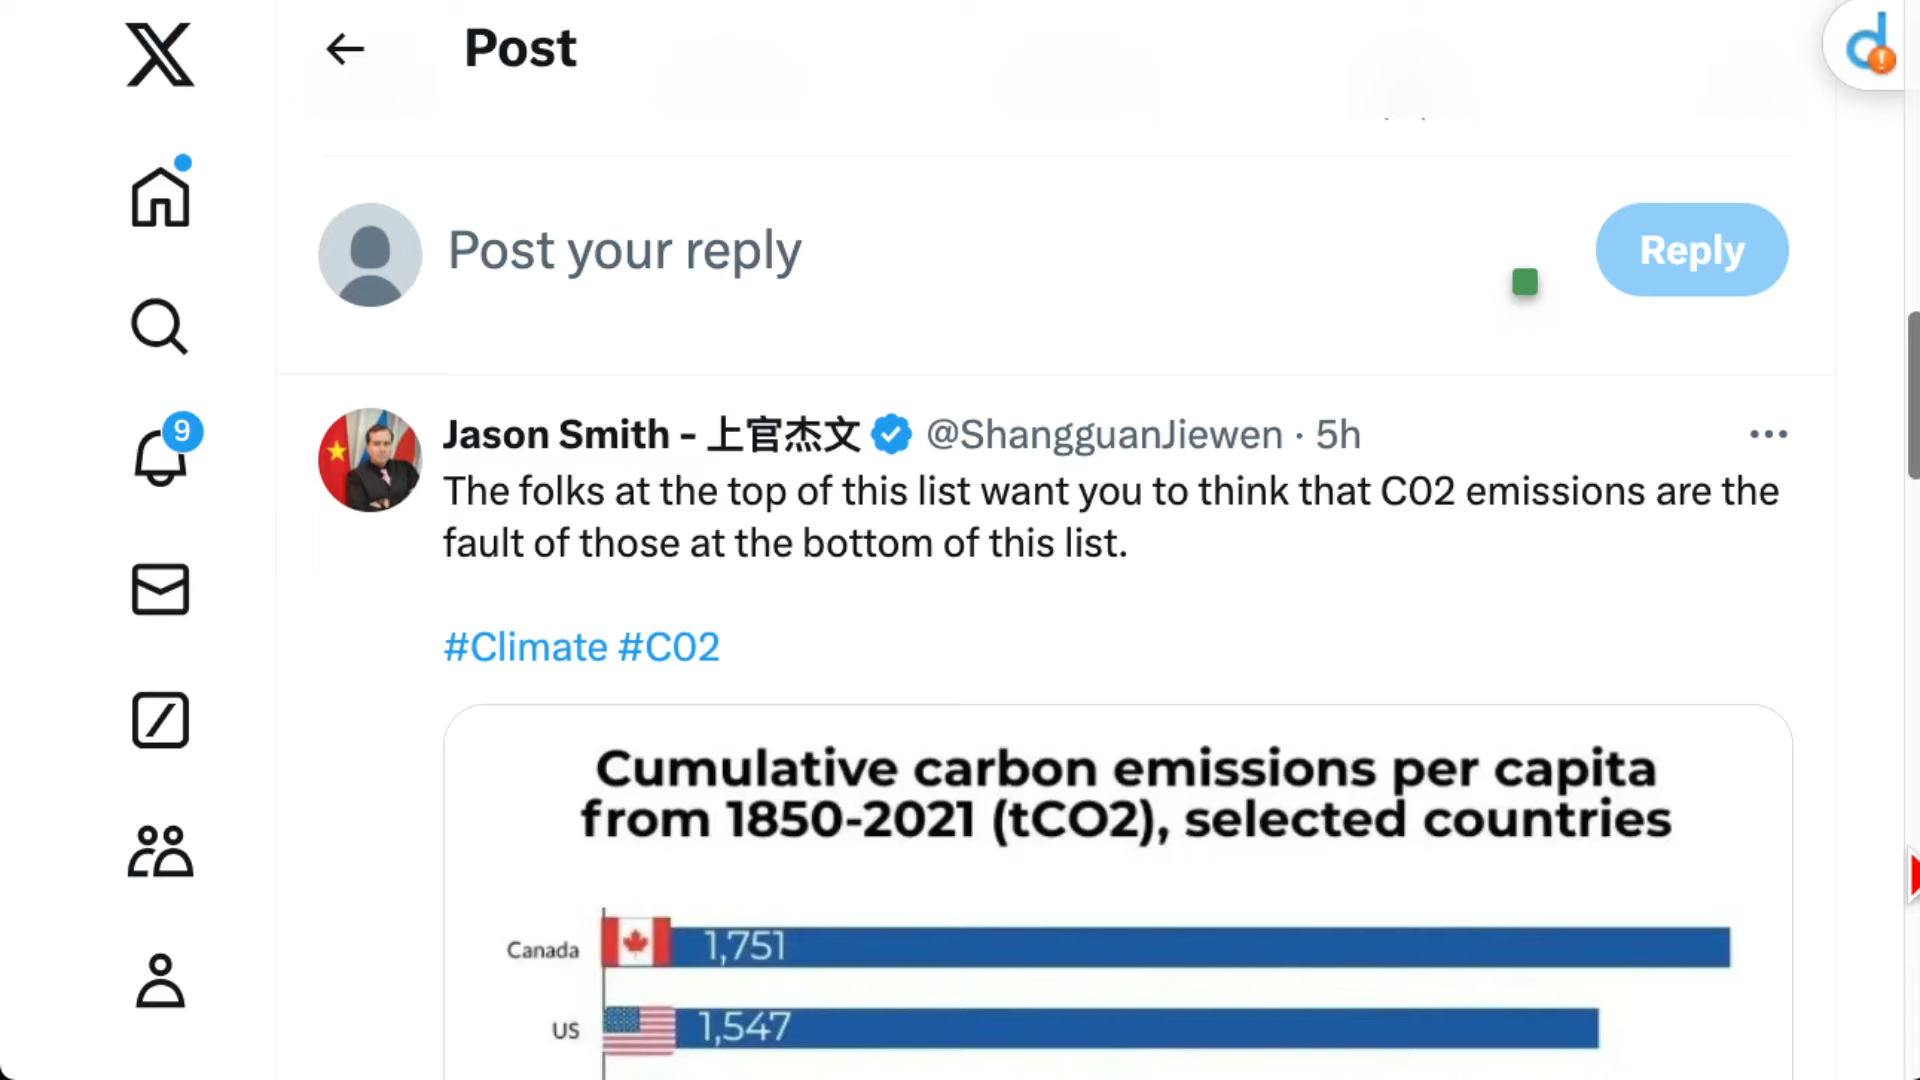 Post
Post your reply
Reply
9
Jason Smith - 上官杰文 @ShangguanJiewen · 5h
The folks at the top of this list want you to think that C02 emissions are the
fault of those at the bottom of this list.
#Climate #C02
Cumulative carbon emissions per capita
from 1850-2021 (tCO2), selected countries
Canada 1,751
US 1,547